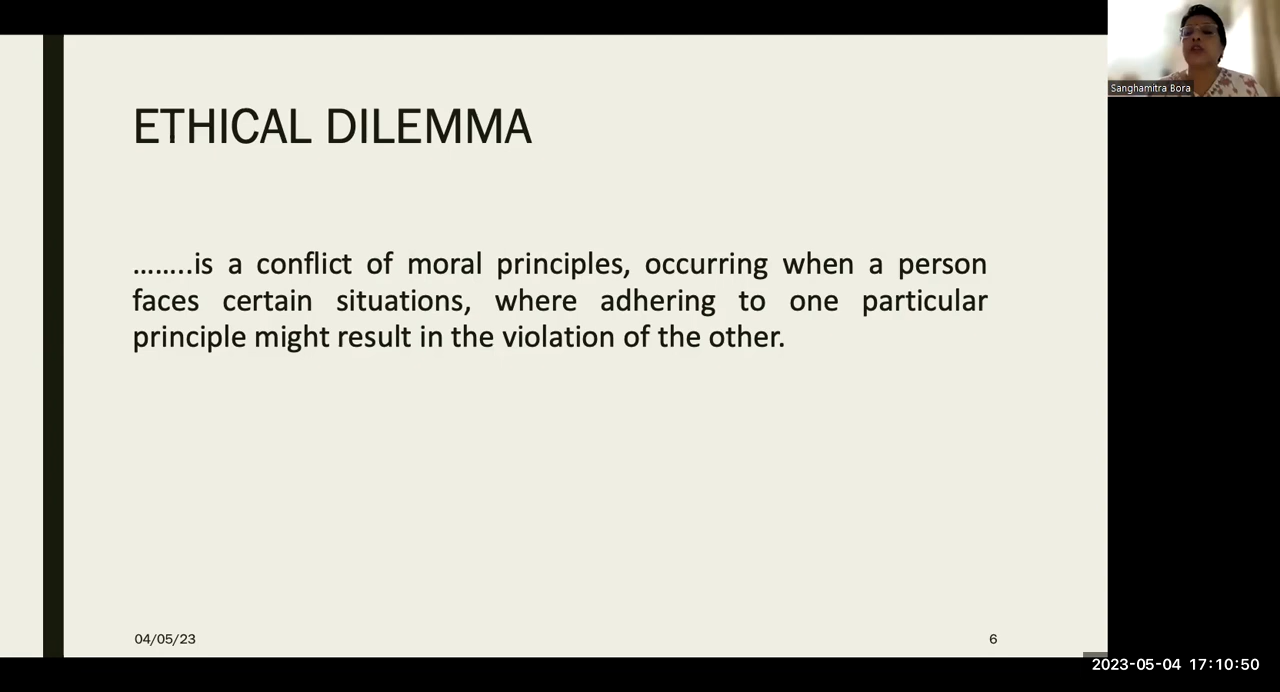 ETHICAL DILEMMA
……..is a conflict of moral principles, occurring when a person
faces certain situations, where adhering to one particular
principle might result in the violation of the other.
04/05/23
6
Sanghamitra Bora
2023-05-04 17:10:50